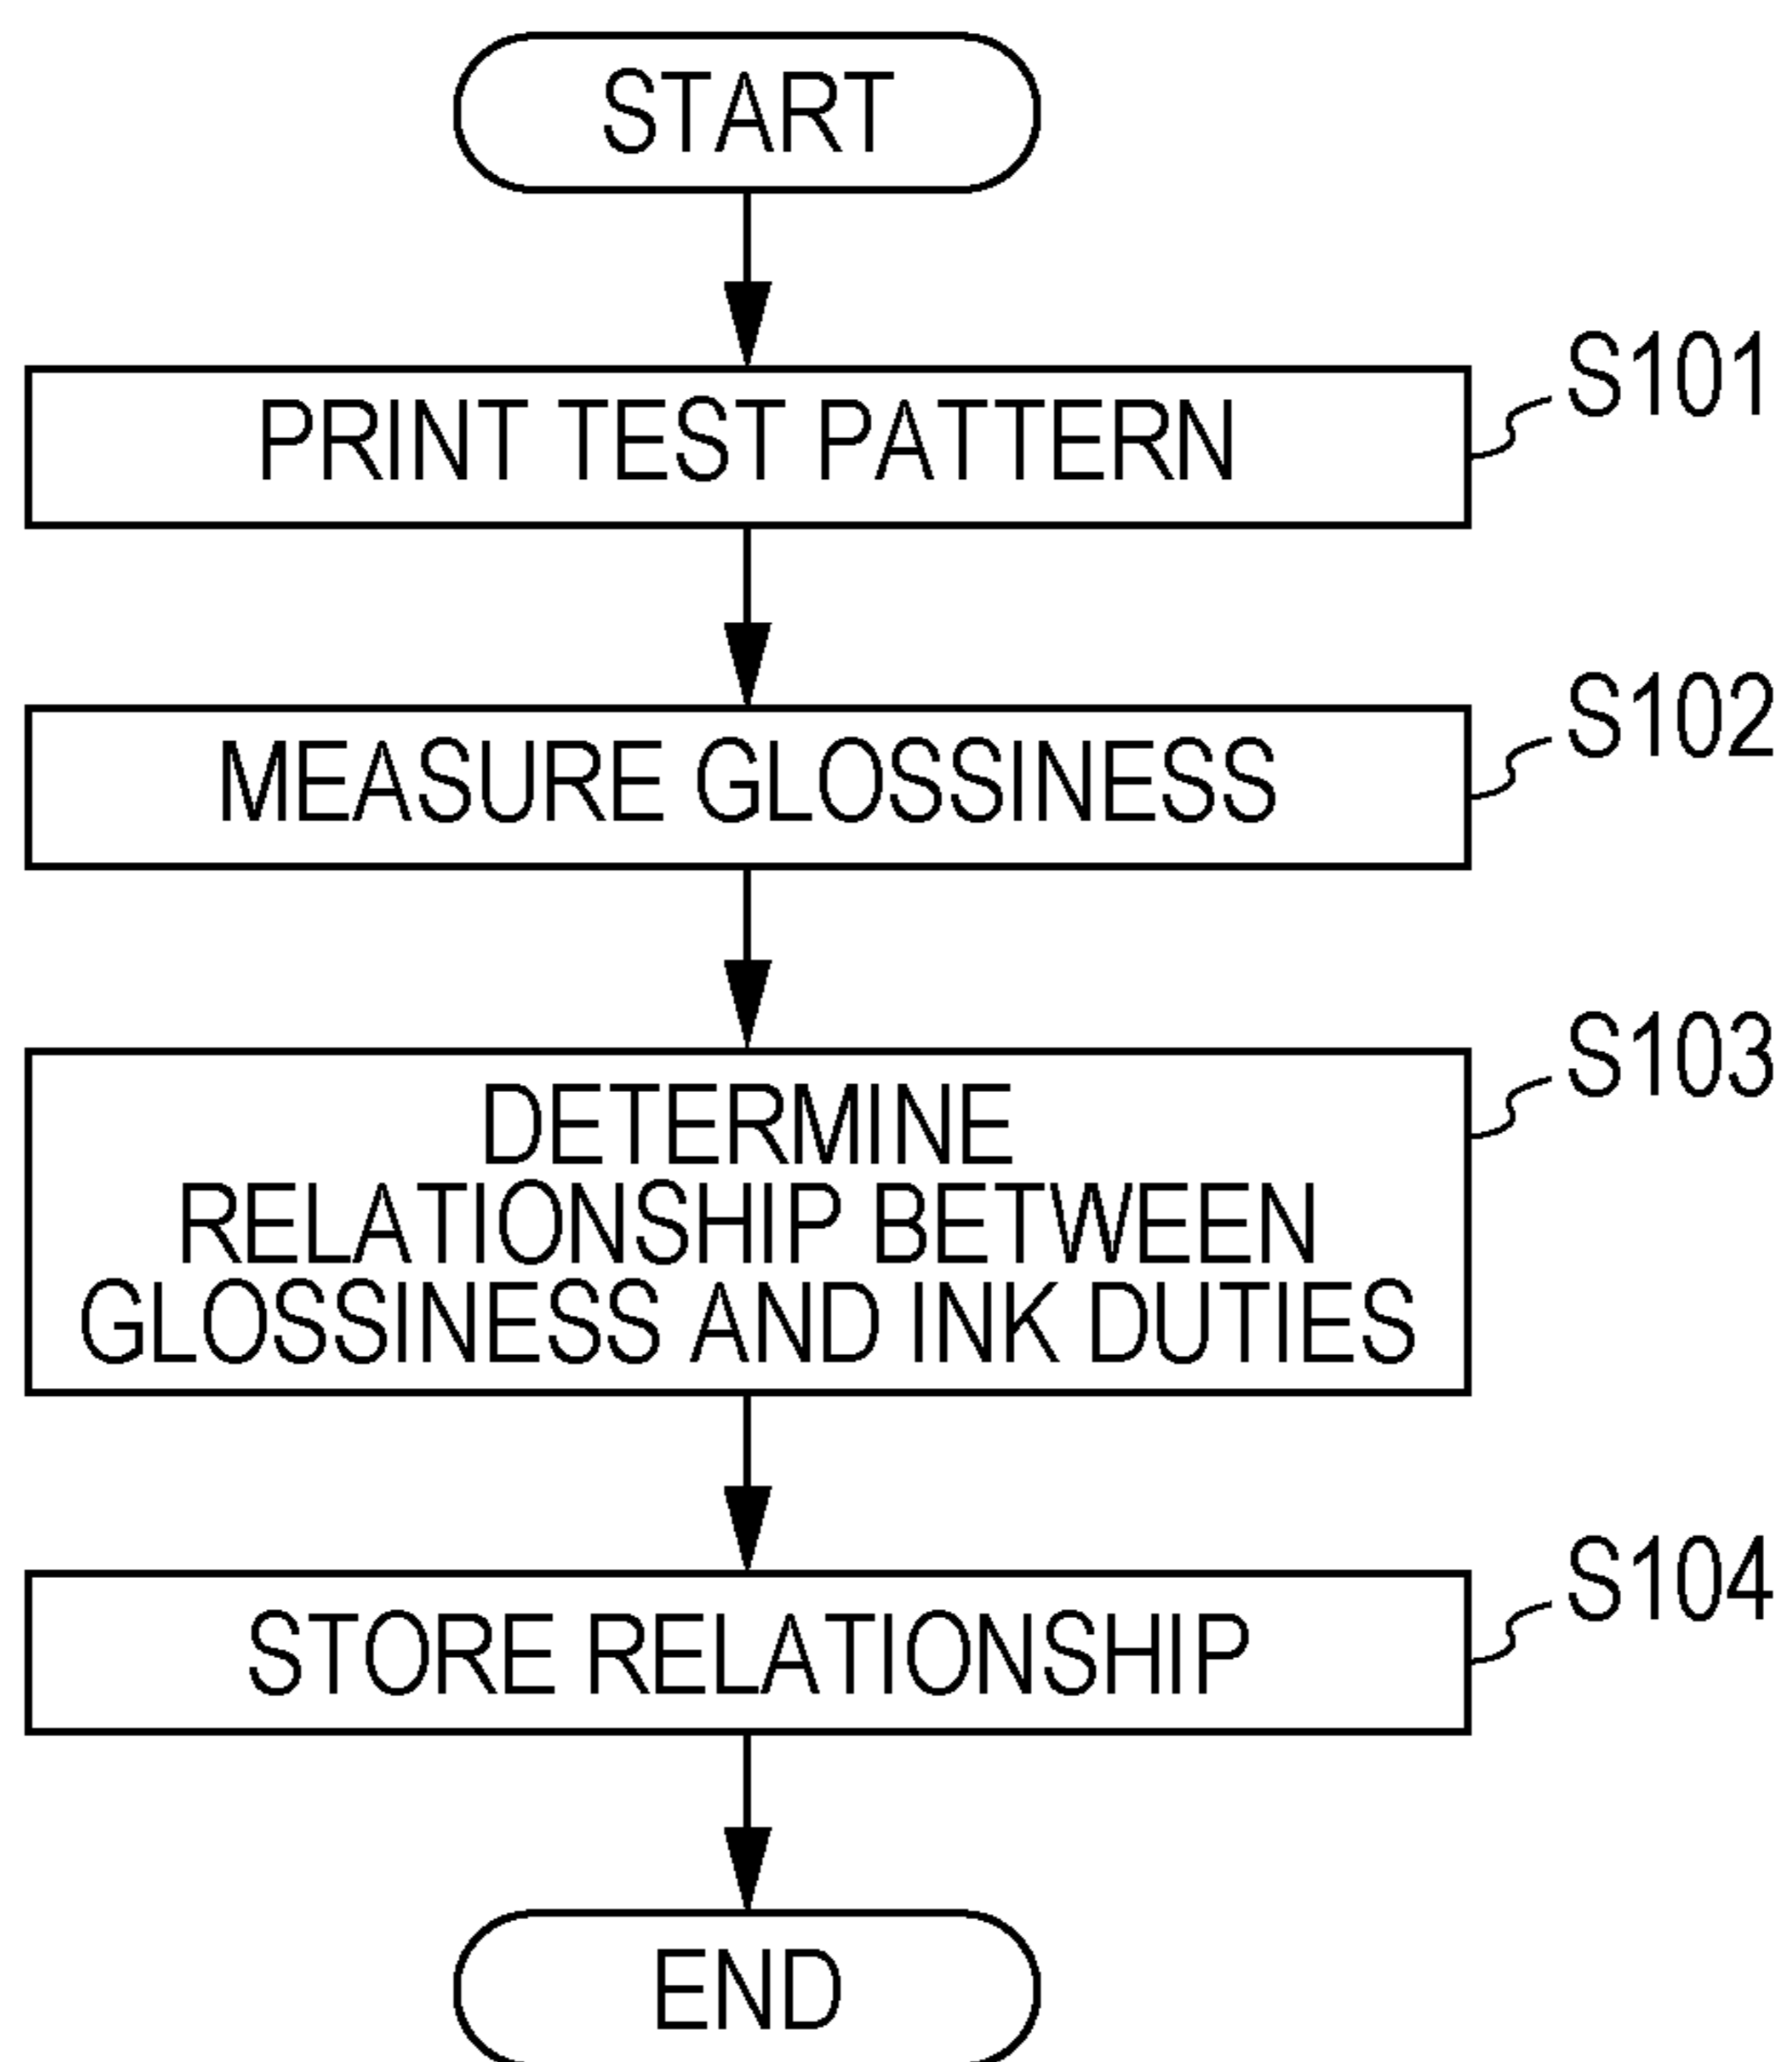 START
PRINT TEST PATTERN
S101
MEASURE GLOSSINESS
S102
DETERMINE
RELATIONSHIP BETWEEN
GLOSSINESS AND INK DUTIES
S103
STORE RELATIONSHIP
S104
END